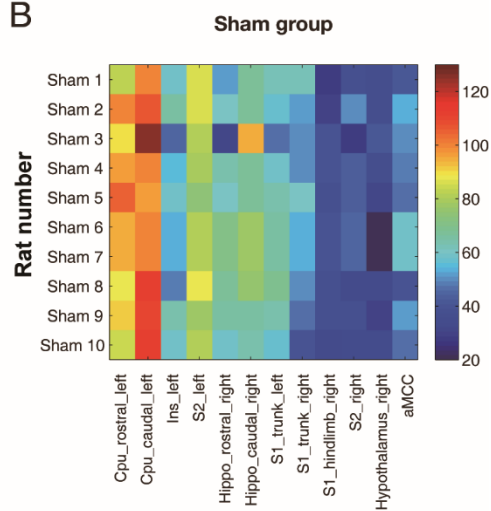 B
Sham group
Rat number
Sham 1
Sham 2
Sham 3
Sham 4
Sham 5
Sham 6
Sham 7
Sham 8
Sham 9
Sham 10
120
100
80
60
40
20
Cpu_rostral_left
Cpu_caudal_left
Ins_left
S2_left
Hippo_rostral_right
Hippo_caudal_right
S1_trunk_left
S1_trunk_right
S1_hindlimb_right
S2_right
Hypothalamus_right
aMCC